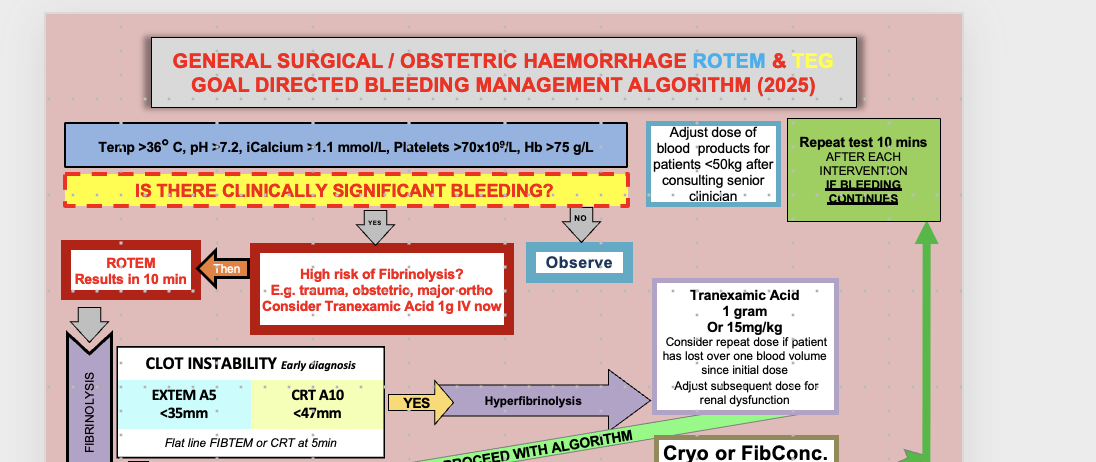 GENERAL SURGICAL / OBSTETRIC HAEMORRHAGE ROTEM & TEG
GOAL DIRECTED BLEEDING MANAGEMENT ALGORITHM (2025)
Temp >36° C, pH >7.2, iCalcium >1.1 mmol/L, Platelets >70x10⁹/L, Hb >75 g/L
IS THERE CLINICALLY SIGNIFICANT BLEEDING?
Adjust dose of
blood products for
patients <50kg after
consulting senior
clinician
Repeat test 10 mins
AFTER EACH
INTERVENTION
IF BLEEDING
CONTINUES
YES
NO
ROTEM
Results in 10 min
Then
High risk of Fibrinolysis?
E.g. trauma, obstetric, major ortho
Consider Tranexamic Acid 1g IV now
Observe
Tranexamic Acid
1 gram
Or 15mg/kg
Consider repeat dose if patient
has lost over one blood volume
since initial dose
Adjust subsequent dose for
renal dysfunction
FIBRINOLYSIS
CLOT INSTABILITY Early diagnosis
EXTEM A5
<35mm
CRT A10
<47mm
Flat line FIBTEM or CRT at 5min
YES
Hyperfibrinolysis
PROCEED WITH ALGORITHM
Cryo or FibConc.